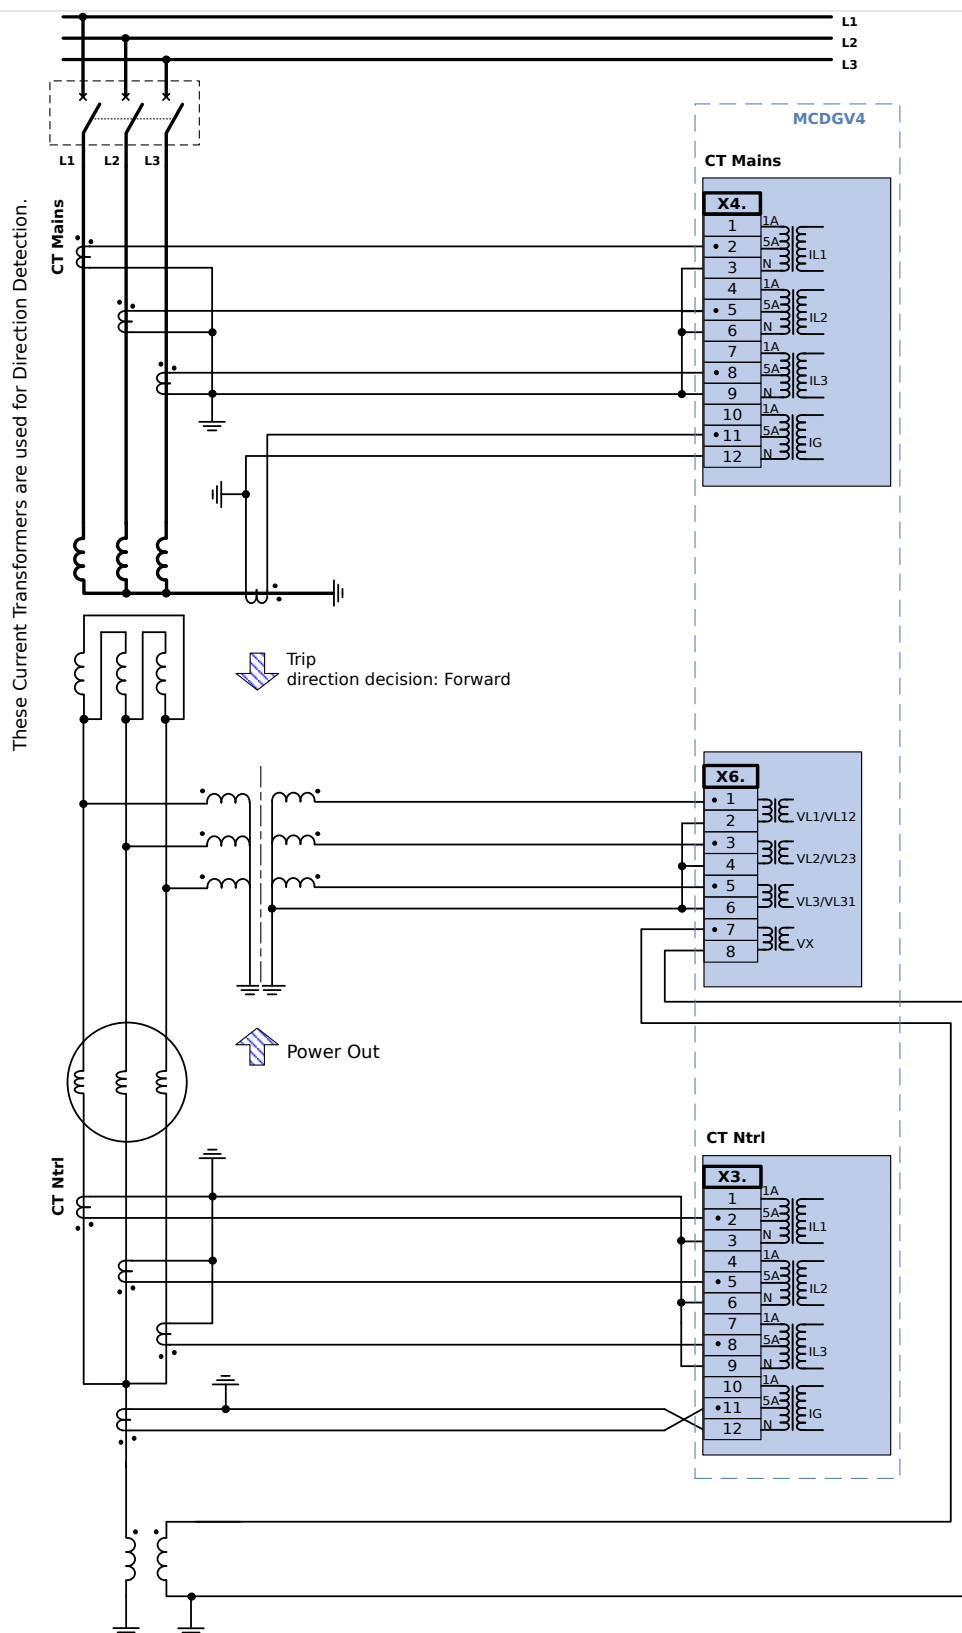 L1
L2
L3
MCDGV4
L1 L2 L3
CT Mains
These Current Transformers are used for Direction Detection.
CT Mains
X4.
1 1A
2 5A IL1
3 N
4 1A
5 5A IL2
6 N
7 1A
8 5A IL3
9 N
10 1A
11 5A IG
12 N
Trip
direction decision: Forward
X6.
1
VL1/VL12
2
3
VL2/VL23
4
5
VL3/VL31
6
7
VX
8
Power Out
CT Ntrl
CT Ntrl
X3.
1 1A
2 5A IL1
3 N
4 1A
5 5A IL2
6 N
7 1A
8 5A IL3
9 N
10 1A
11 5A IG
12 N